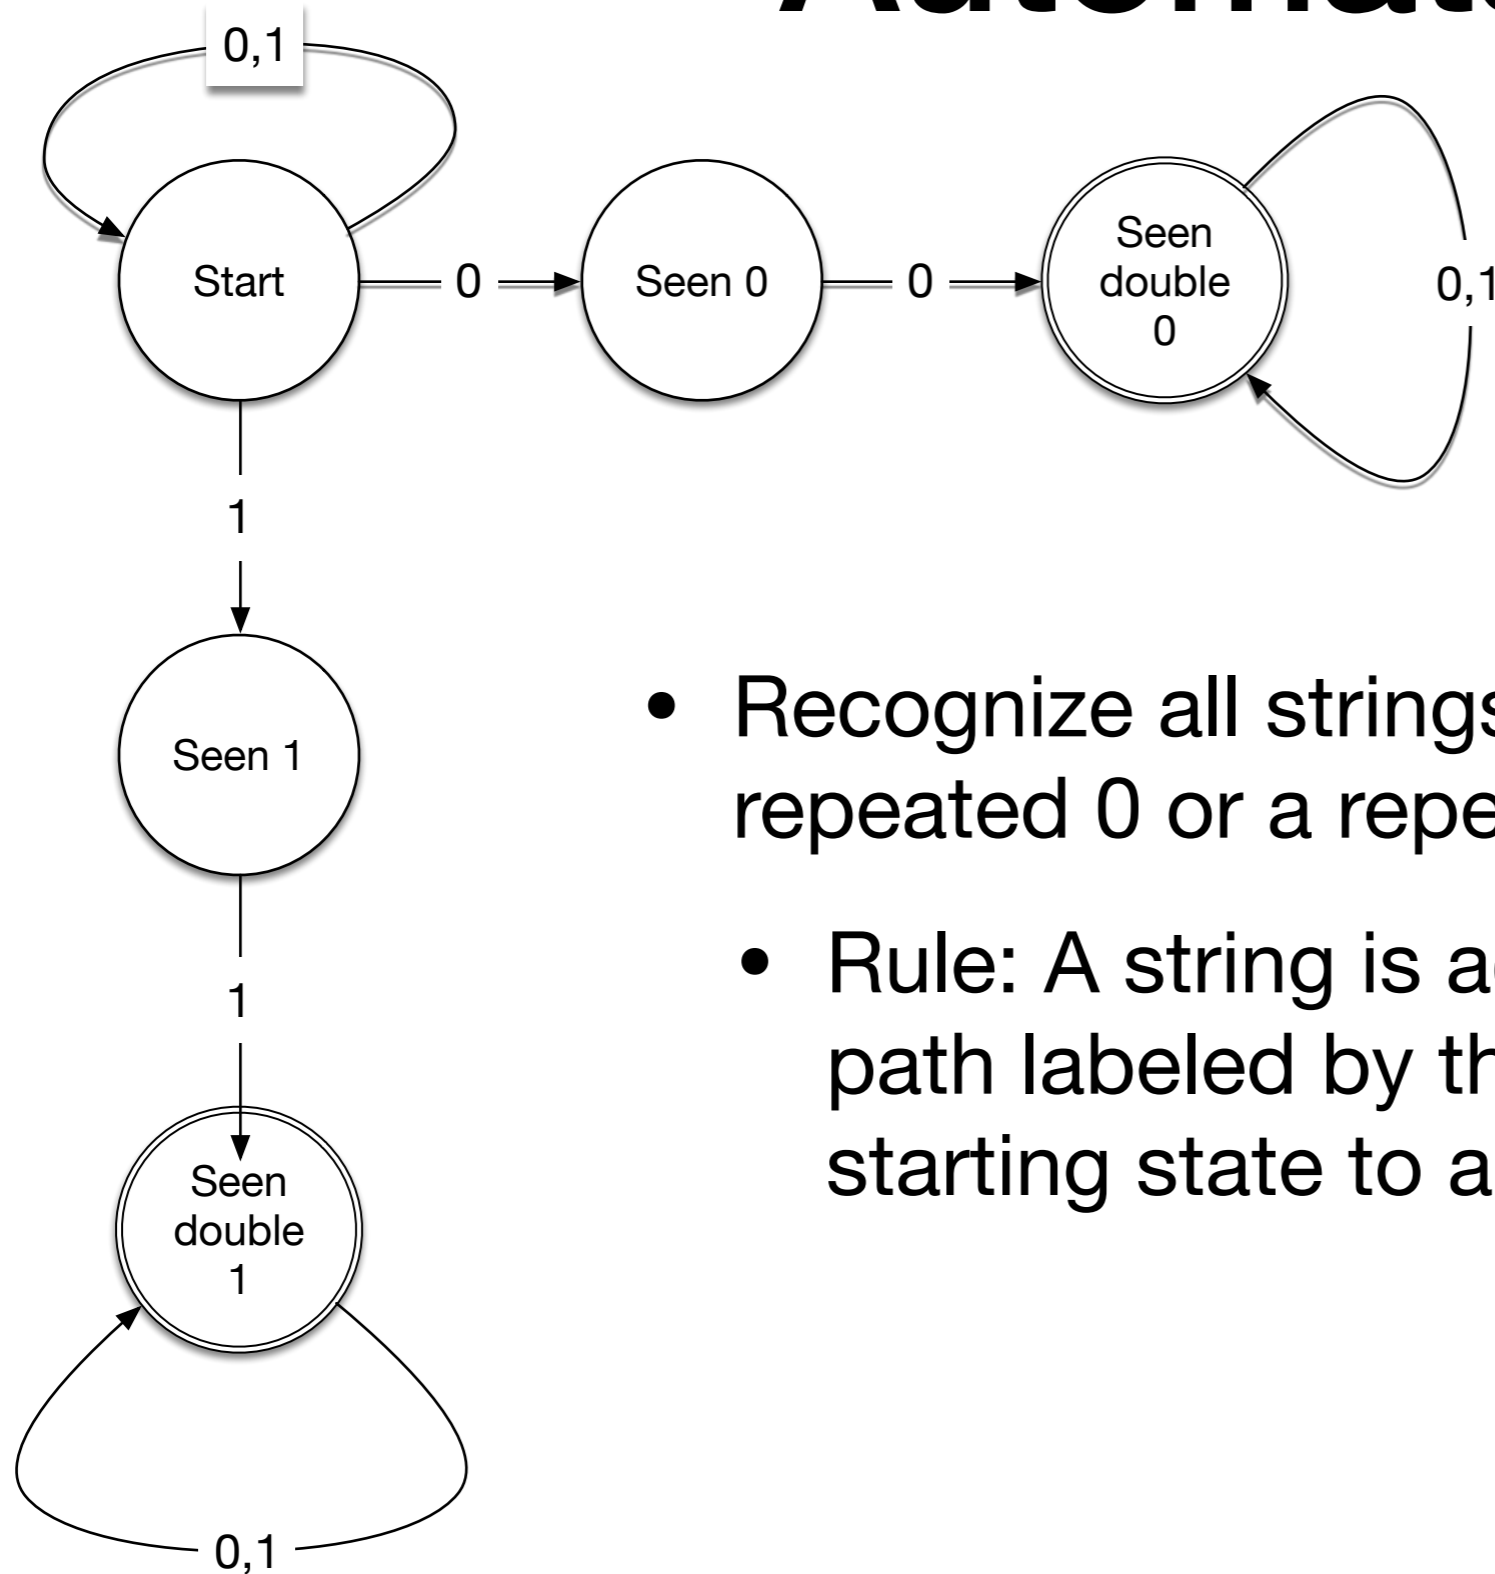 0,1
Start
0
Seen 0
0
Seen
double
0
0,1
1
Seen 1
1
Seen
double
1
0,1
• Recognize all strings
repeated 0 or a repe
• Rule: A string is a
path labeled by th
starting state to a